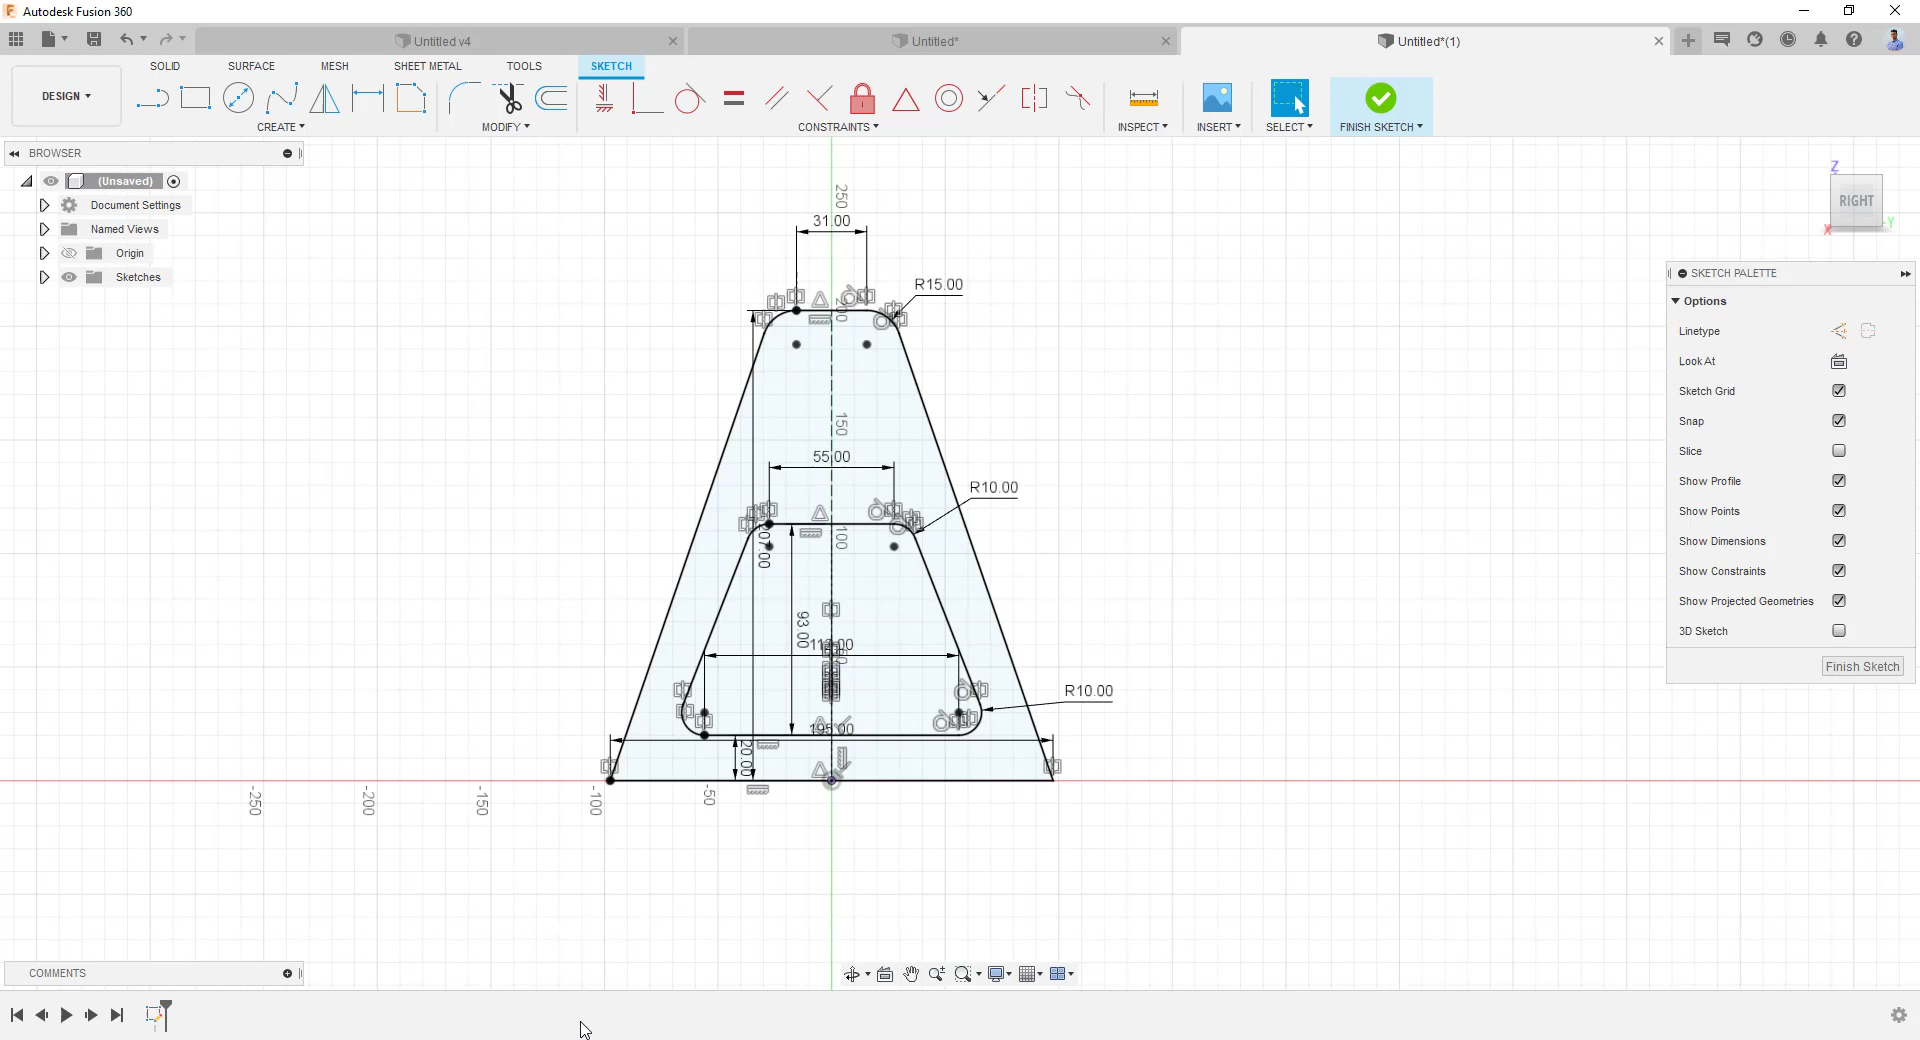 Autodesk Fusion 360
Untitled v4
Untitled*
Untitled*(1)
SOLID SURFACE MESH SHEET METAL TOOLS SKETCH
DESIGN
CREATE MODIFY CONSTRAINTS INSPECT INSERT SELECT FINISH SKETCH
BROWSER
(Unsaved)
Document Settings
Named Views
Origin
Sketches
250
31.00
R15.00
200
150
55.00
R10.00
100
207.00
93.00
R10.00
195.00
20.00
-250
-200
-150
-100
-50
Z
RIGHT
Y
X
SKETCH PALETTE
Options
Linetype
Look At
Sketch Grid
Snap
Slice
Show Profile
Show Points
Show Dimensions
Show Constraints
Show Projected Geometries
3D Sketch
Finish Sketch
COMMENTS